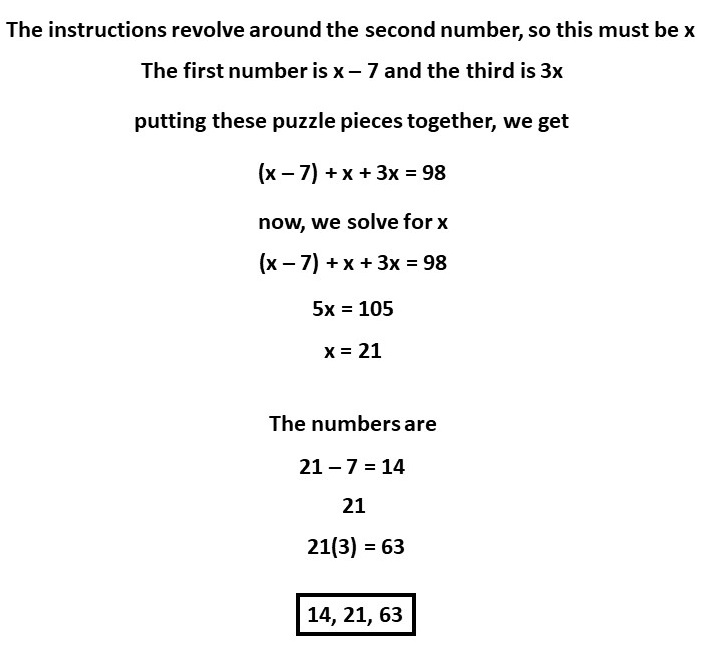 The instructions revolve around the second number, so this must be x
The first number is x – 7 and the third is 3x
putting these puzzle pieces together, we get
(x – 7) + x + 3x = 98
now, we solve for x
(x – 7) + x + 3x = 98
5x = 105
x = 21
The numbers are
21 – 7 = 14
21
21(3) = 63
14, 21, 63